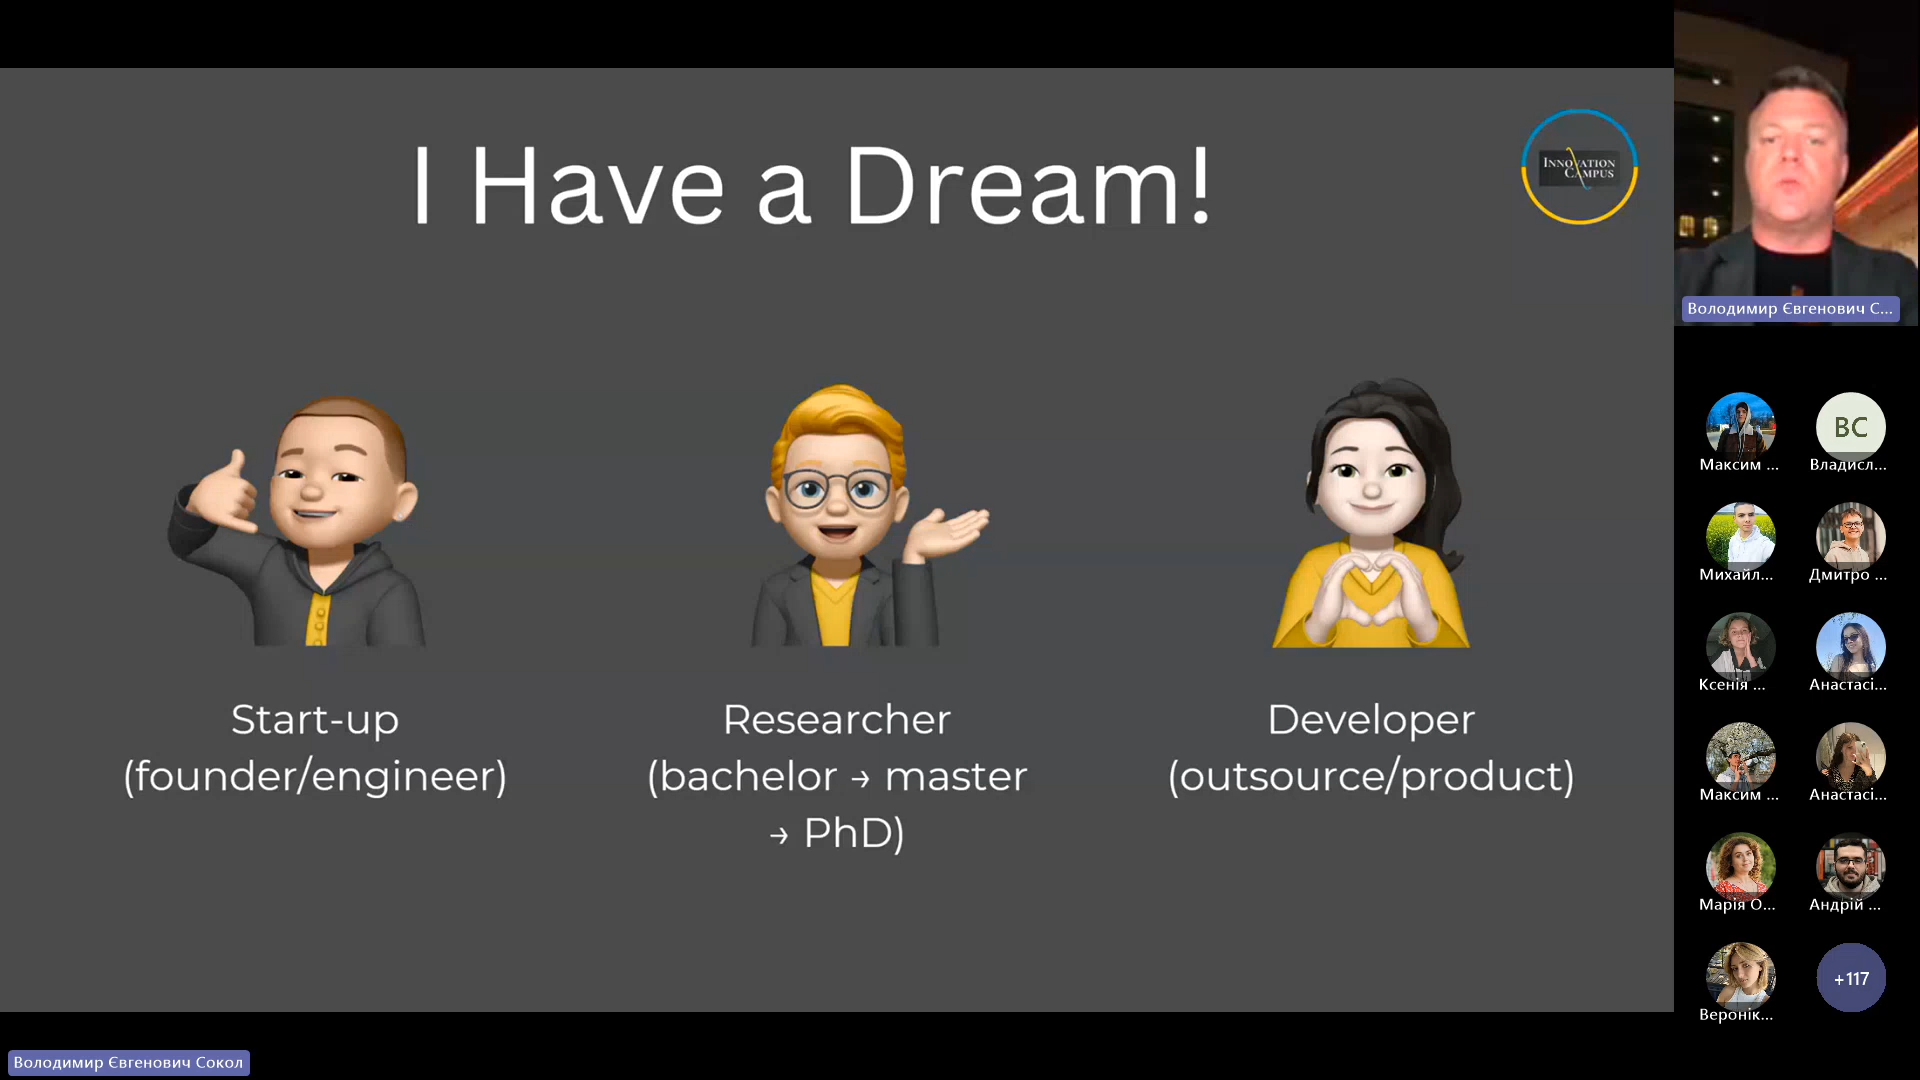 I Have a Dream!
INNOVATION
CAMPUS
Start-up
(founder/engineer)
Researcher
(bachelor → master
→ PhD)
Developer
(outsource/product)
Володимир Євгенович С...
ВС
Максим ...
Владисл...
Михайл...
Дмитро ...
Ксенія ...
Анастасі...
Максим ...
Анастасі...
Марія О...
Андрій ...
+117
Веронік...
Володимир Євгенович Сокол